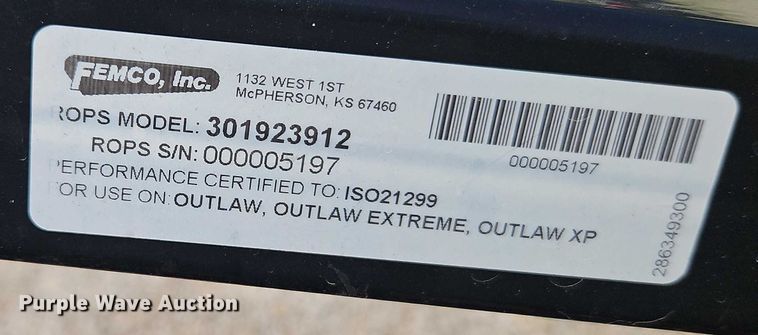 FEMCO, Inc.
1132 WEST 1ST
McPHERSON, KS 67460
ROPS MODEL: 301923912
ROPS S/N: 000005197
PERFORMANCE CERTIFIED TO: ISO21299
FOR USE ON: OUTLAW, OUTLAW EXTREME, OUTLAW XP
000005197
286349300
Purple Wave Auction